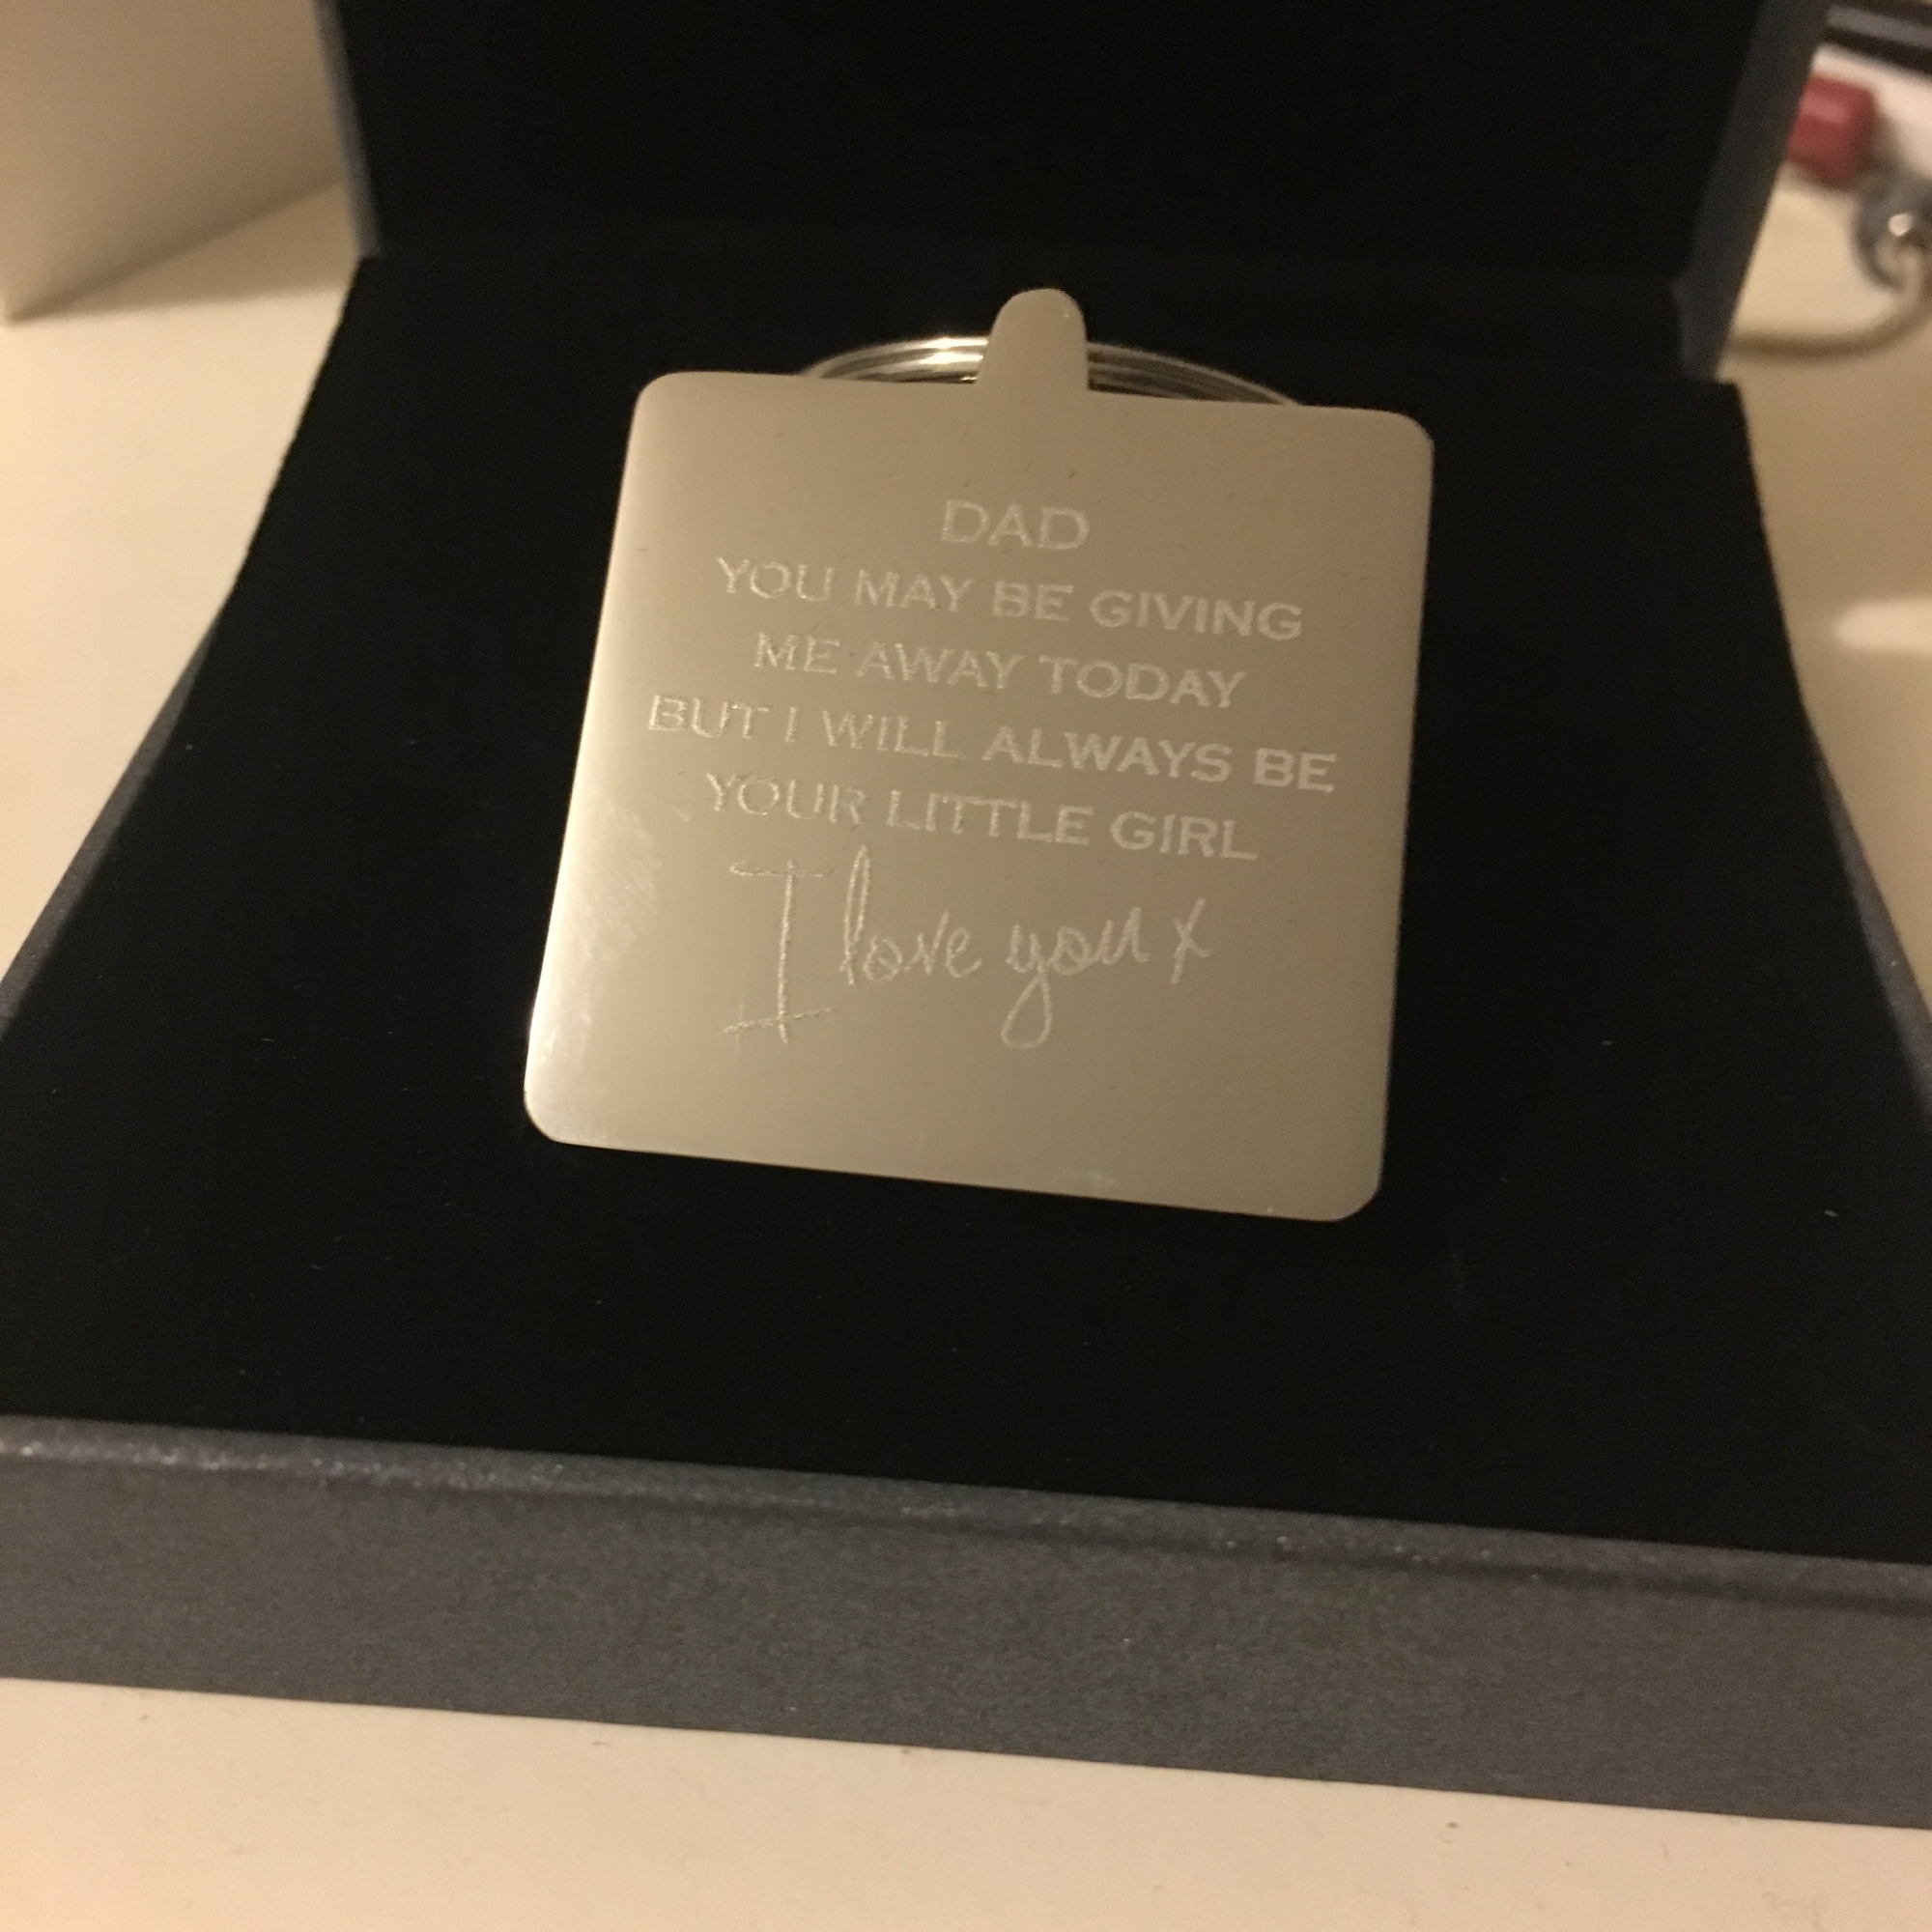 DAD
YOU MAY BE GIVING
ME AWAY TODAY
BUT I WILL ALWAYS BE
YOUR LITTLE GIRL
I love you x